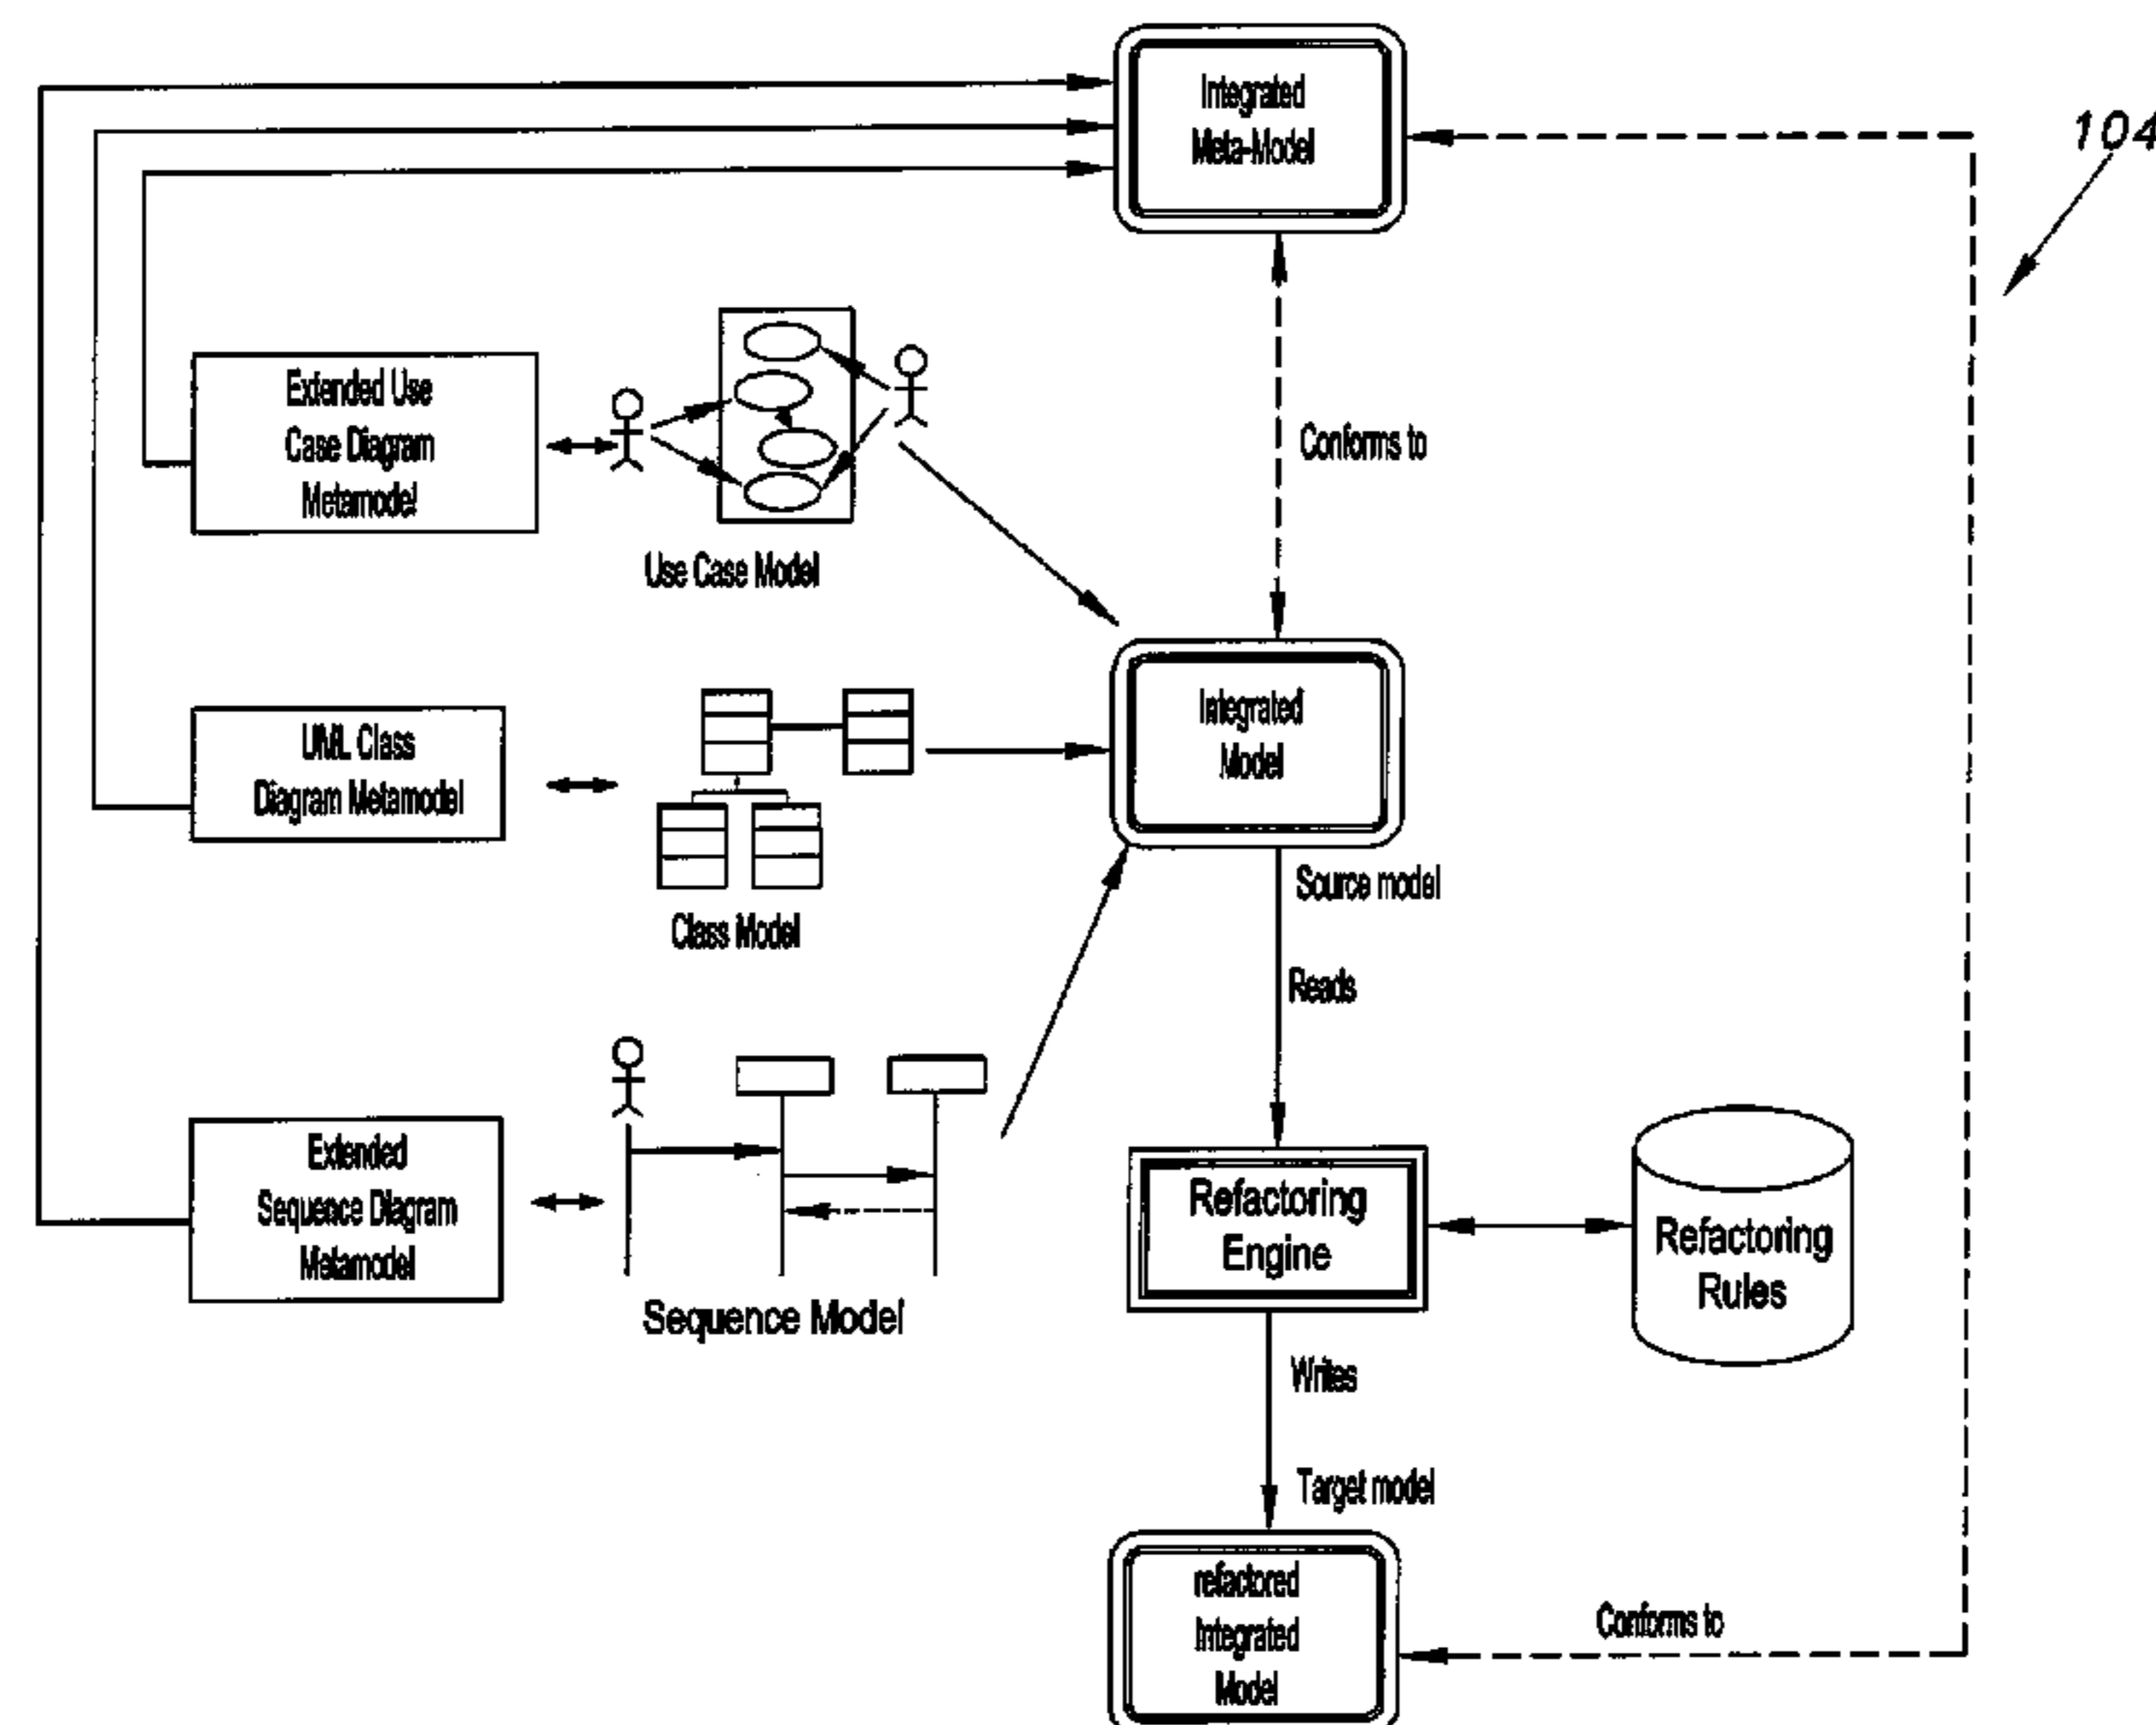 Integrated
Meta-Model
104
Extended Use
Case Diagram
Metamodel
Use Case Model
Conforms to
UML Class
Diagram Metamodel
Class Model
Integrated
Model
Source model
Reads
Extended
Sequence Diagram
Metamodel
Sequence Model
Refactoring
Engine
Refactoring
Rules
Writes
Target model
refactored
Integrated
Model
Conforms to